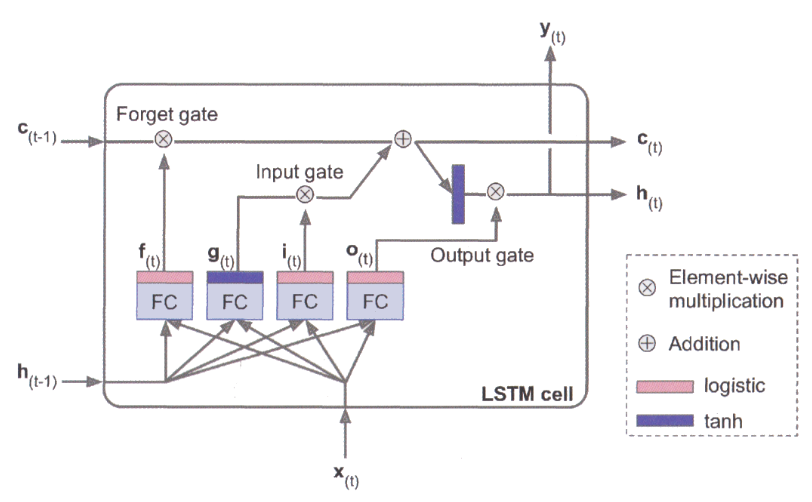 y(t)
Forget gate
c(t-1)
c(t)
Input gate
h(t)
f(t)
g(t)
i(t)
o(t)
Output gate
FC
FC
FC
FC
Element-wise
multiplication
Addition
h(t-1)
logistic
LSTM cell
tanh
x(t)